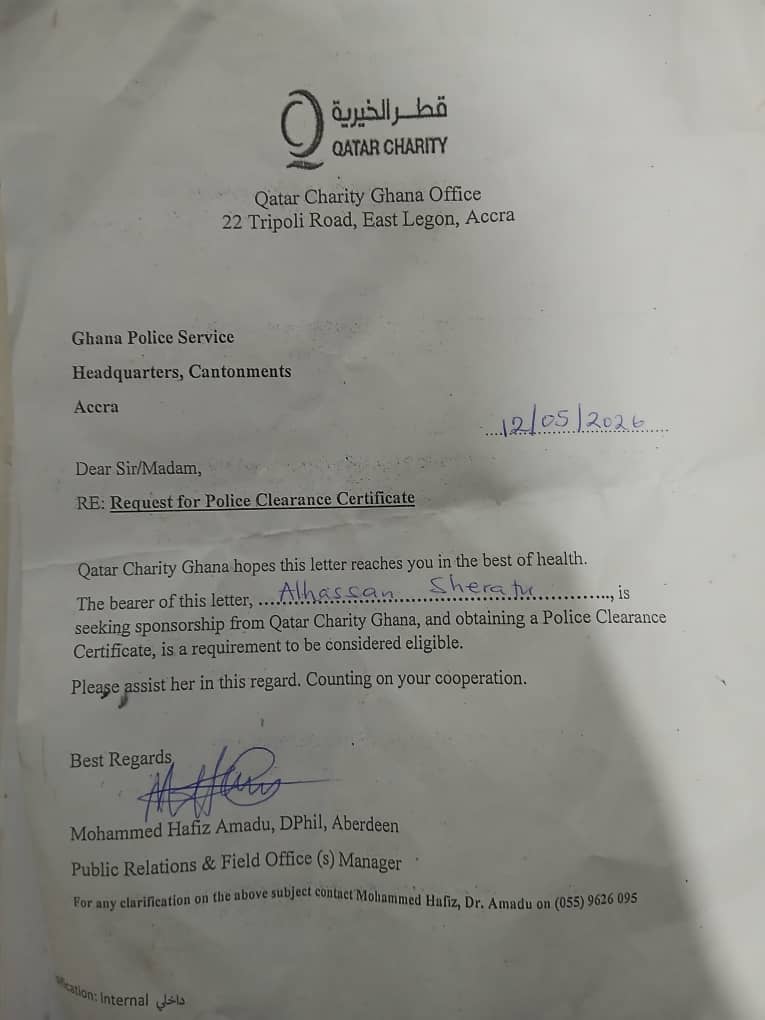 قطر الخيرية
QATAR CHARITY
Qatar Charity Ghana Office
22 Tripoli Road, East Legon, Accra
Ghana Police Service
Headquarters, Cantonments
Accra
12/05/2026
Dear Sir/Madam,
RE: Request for Police Clearance Certificate
Qatar Charity Ghana hopes this letter reaches you in the best of health.
The bearer of this letter, ....Alhassan....Sheratu............., is
seeking sponsorship from Qatar Charity Ghana, and obtaining a Police Clearance
Certificate, is a requirement to be considered eligible.
Please assist her in this regard. Counting on your cooperation.
Best Regards
Mohammed Hafiz Amadu, DPhil, Aberdeen
Public Relations & Field Office (s) Manager
For any clarification on the above subject contact Mohammed Hafiz, Dr. Amadu on (055) 9626 095
Internal داخلي